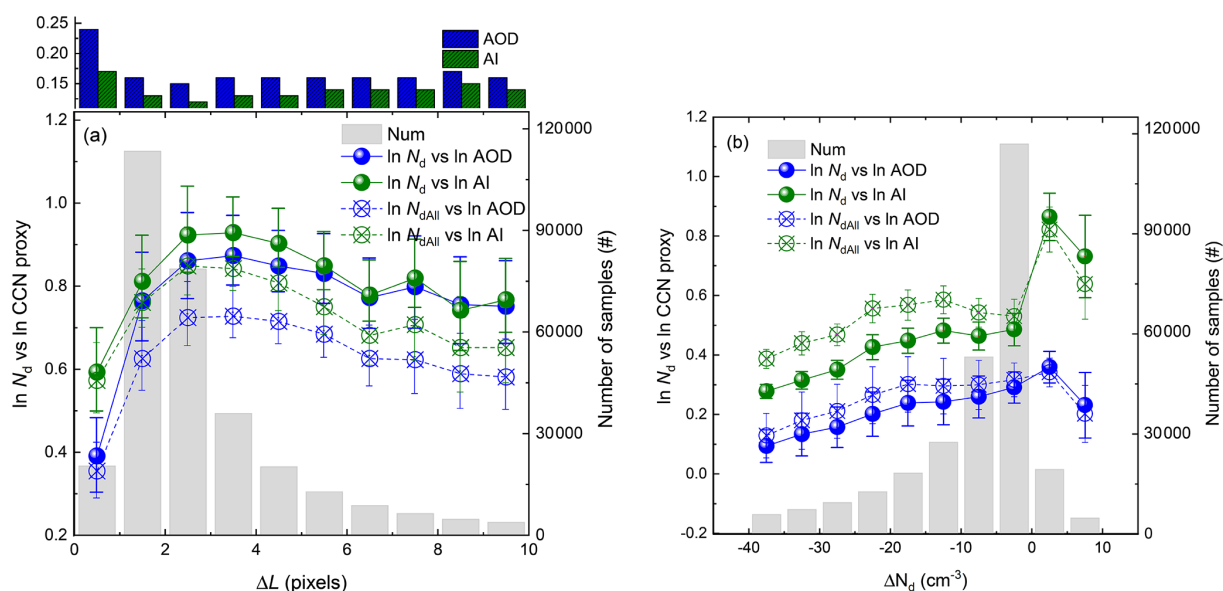 0.25
0.20
0.15
AOD
AI
(a)
Num
ln Nd vs ln AOD
ln Nd vs ln AI
ln NdAll vs ln AOD
ln NdAll vs ln AI
1.2
1.0
0.8
0.6
0.4
0.2
ln Nd vs ln CCN proxy
120000
90000
60000
30000
0
Number of samples (#)
0 2 4 6 8 10
ΔL (pixels)
(b)
Num
ln Nd vs ln AOD
ln Nd vs ln AI
ln NdAll vs ln AOD
ln NdAll vs ln AI
1.2
1.0
0.8
0.6
0.4
0.2
0.0
-0.2
ln Nd vs ln CCN proxy
120000
90000
60000
30000
0
Number of samples (#)
-40 -30 -20 -10 0 10
ΔNd (cm-3)